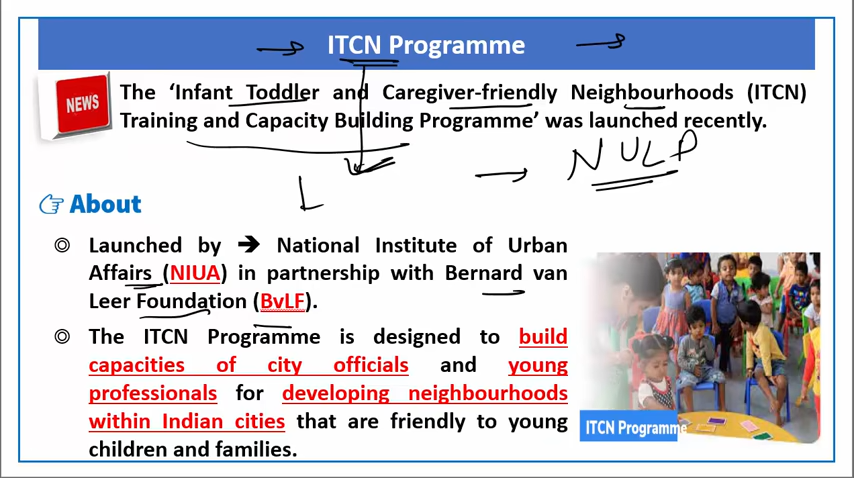 ITCN Programme
NEWS
The ‘Infant Toddler and Caregiver-friendly Neighbourhoods (ITCN)
Training and Capacity Building Programme’ was launched recently.
NULP
L
About
Launched by ➔ National Institute of Urban
Affairs (NIUA) in partnership with Bernard van
Leer Foundation (BvLF).
The ITCN Programme is designed to build
capacities of city officials and young
professionals for developing neighbourhoods
within Indian cities that are friendly to young
children and families.
ITCN Programme